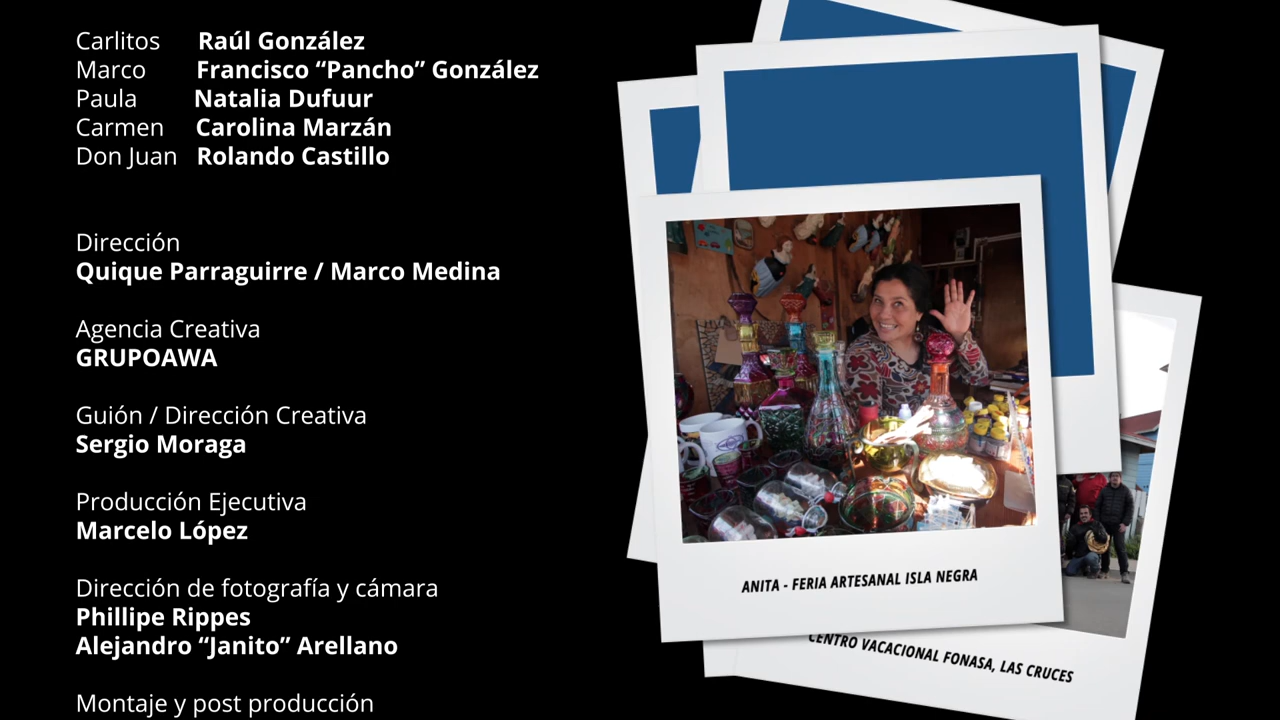 Carlitos Raúl González
Marco Francisco “Pancho” González
Paula Natalia Dufuur
Carmen Carolina Marzán
Don Juan Rolando Castillo
Dirección
Quique Parraguirre / Marco Medina
Agencia Creativa
GRUPOAWA
Guión / Dirección Creativa
Sergio Moraga
Producción Ejecutiva
Marcelo López
Dirección de fotografía y cámara
Phillipe Rippes
Alejandro “Janito” Arellano
Montaje y post producción
ANITA - FERIA ARTESANAL ISLA NEGRA
CENTRO VACACIONAL FONASA, LAS CRUCES